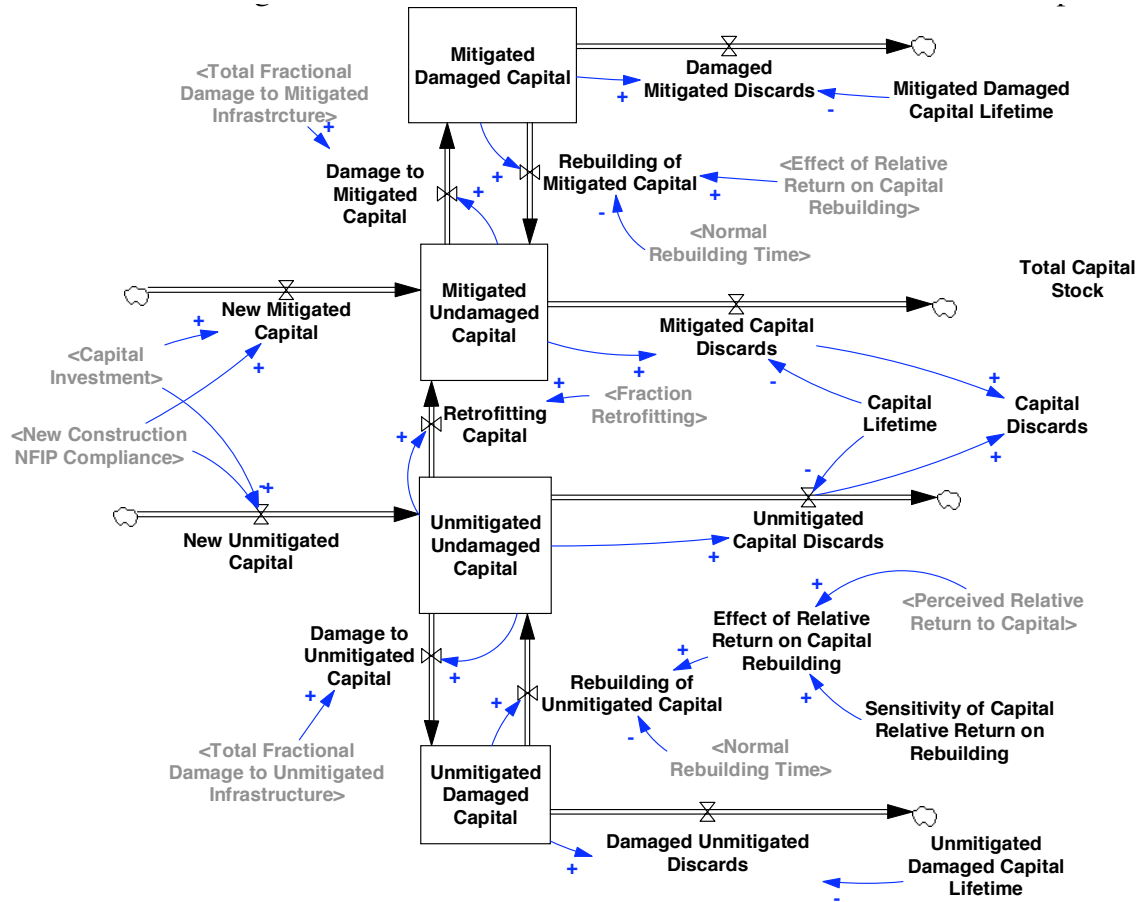 Mitigated
Damaged Capital
Damaged
Mitigated Discards
Mitigated Damaged
Capital Lifetime
<Total Fractional
Damage to Mitigated
Infrastrcture>
+
+
-
Damage to
Mitigated
Capital
+
+
Rebuilding of
Mitigated Capital
+
-
<Effect of Relative
Return on Capital
Rebuilding>
<Normal
Rebuilding Time>
Total Capital
Stock
New Mitigated
Capital
Mitigated
Undamaged
Capital
Mitigated Capital
Discards
+
+
<Capital
Investment>
+
+
-
+
<Fraction
Retrofitting>
Retrofitting
Capital
+
Capital
Lifetime
Capital
Discards
<New Construction
NFIP Compliance>
-
+
-
+
New Unmitigated
Capital
Unmitigated
Undamaged
Capital
Unmitigated
Capital Discards
+
+
<Perceived Relative
Return to Capital>
Effect of Relative
Return on Capital
Rebuilding
+
+
Damage to
Unmitigated
Capital
+
+
Rebuilding of
Unmitigated Capital
+
-
Sensitivity of Capital
Relative Return on
Rebuilding
<Total Fractional
Damage to Unmitigated
Infrastructure>
<Normal
Rebuilding Time>
Unmitigated
Damaged
Capital
Damaged Unmitigated
Discards
+
Unmitigated
Damaged Capital
Lifetime
-